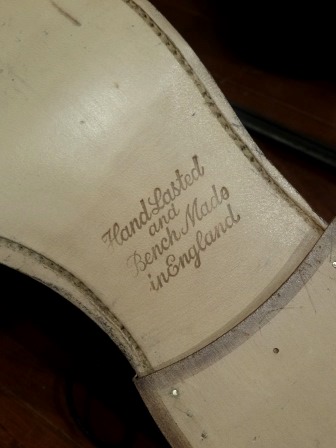 Hand Lasted
and
Bench Made
in England